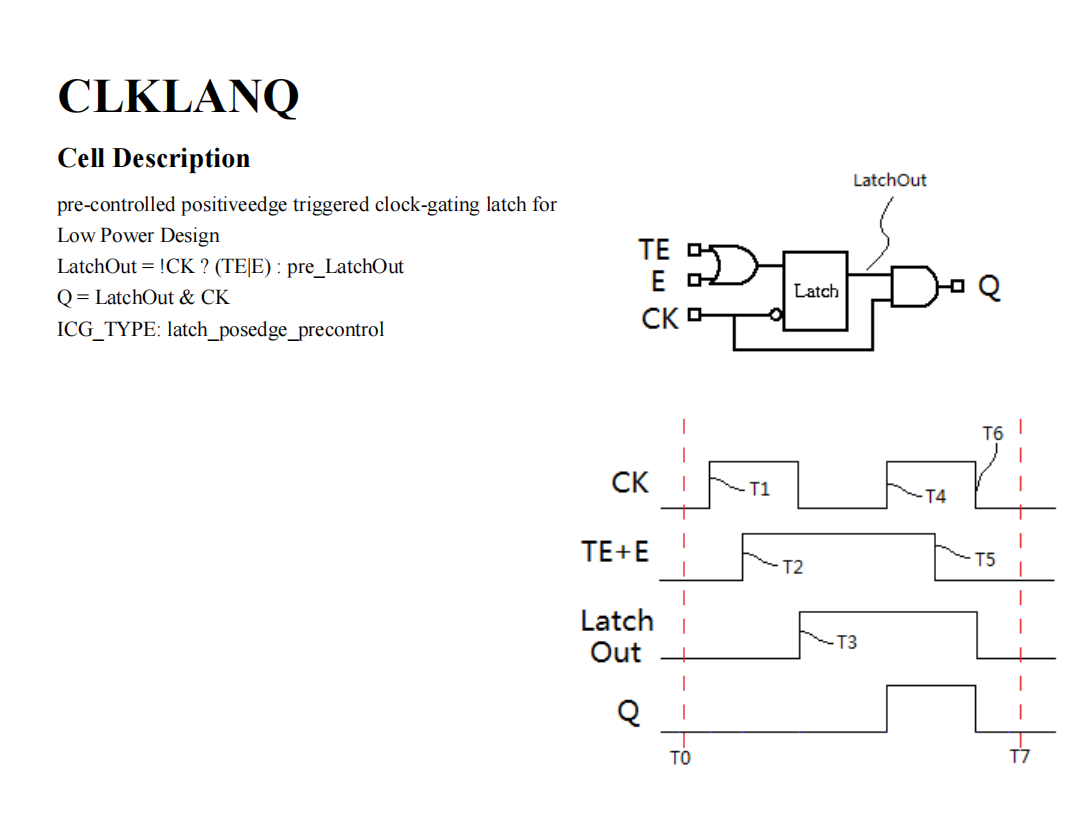 CLKLANQ
Cell Description
pre-controlled positiveedge triggered clock-gating latch for
Low Power Design
LatchOut = !CK ? (TE|E) : pre_LatchOut
Q = LatchOut & CK
ICG_TYPE: latch_posedge_precontrol
LatchOut
TE
E
CK
Latch
Q
T6
CK
T1
T4
TE+E
T2
T5
Latch
Out
T3
Q
T0
T7